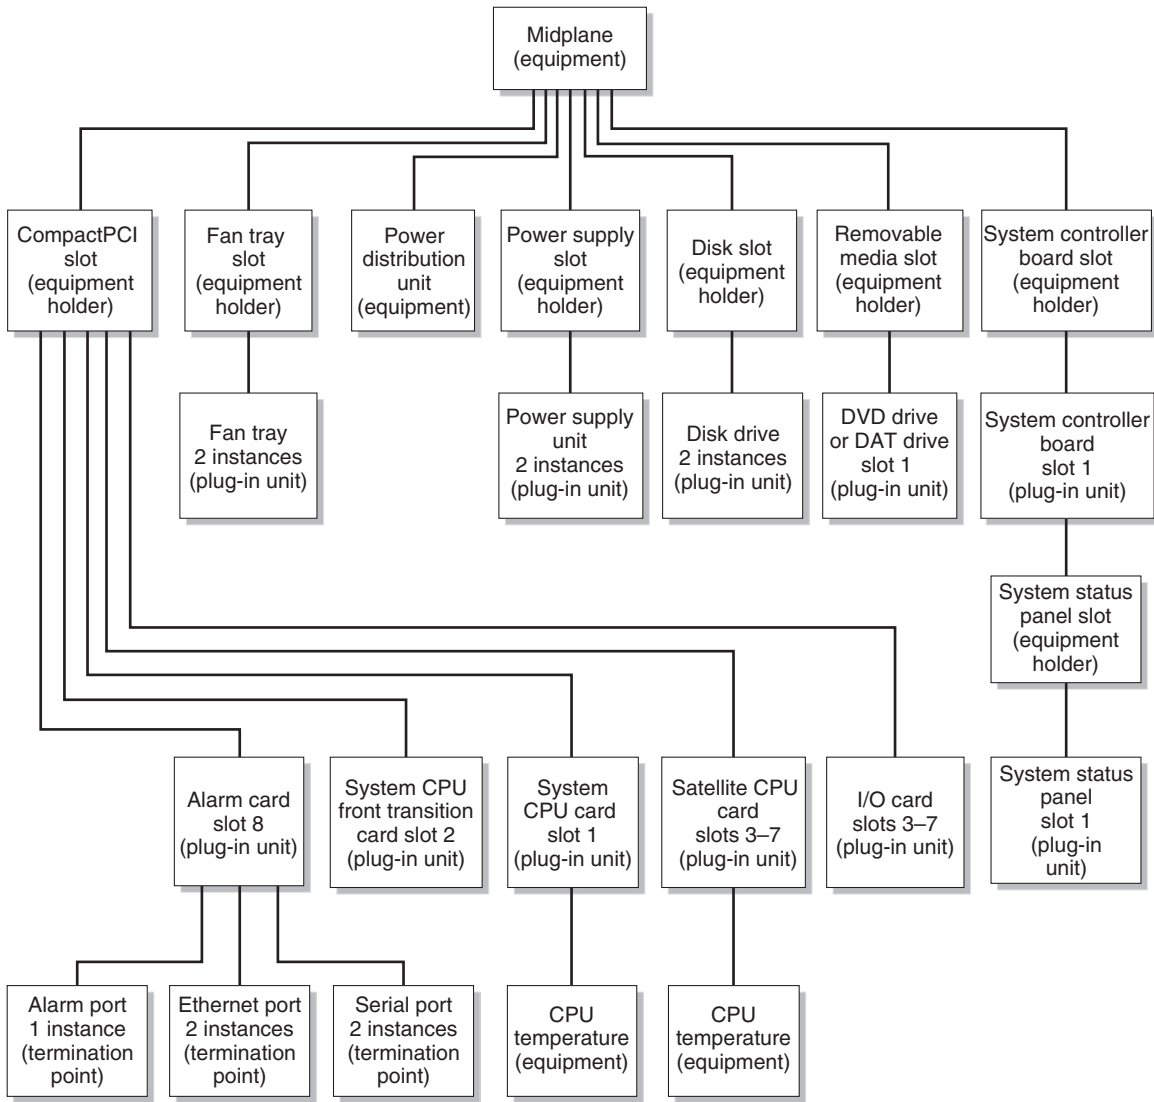 Midplane
(equipment)
CompactPCI
slot
(equipment
holder)
Fan tray
slot
(equipment
holder)
Power
distribution
unit
(equipment)
Power supply
slot
(equipment
holder)
Disk slot
(equipment
holder)
Removable
media slot
(equipment
holder)
System controller
board slot
(equipment
holder)
Fan tray
2 instances
(plug-in unit)
Power supply
unit
2 instances
(plug-in unit)
Disk drive
2 instances
(plug-in unit)
DVD drive
or DAT drive
slot 1
(plug-in unit)
System controller
board
slot 1
(plug-in unit)
System status
panel slot
(equipment
holder)
Alarm card
slot 8
(plug-in unit)
System CPU
front transition
card slot 2
(plug-in unit)
System
CPU card
slot 1
(plug-in unit)
Satellite CPU
card
slots 3–7
(plug-in unit)
I/O card
slots 3–7
(plug-in unit)
System status
panel
slot 1
(plug-in
unit)
Alarm port
1 instance
(termination
point)
Ethernet port
2 instances
(termination
point)
Serial port
2 instances
(termination
point)
CPU
temperature
(equipment)
CPU
temperature
(equipment)